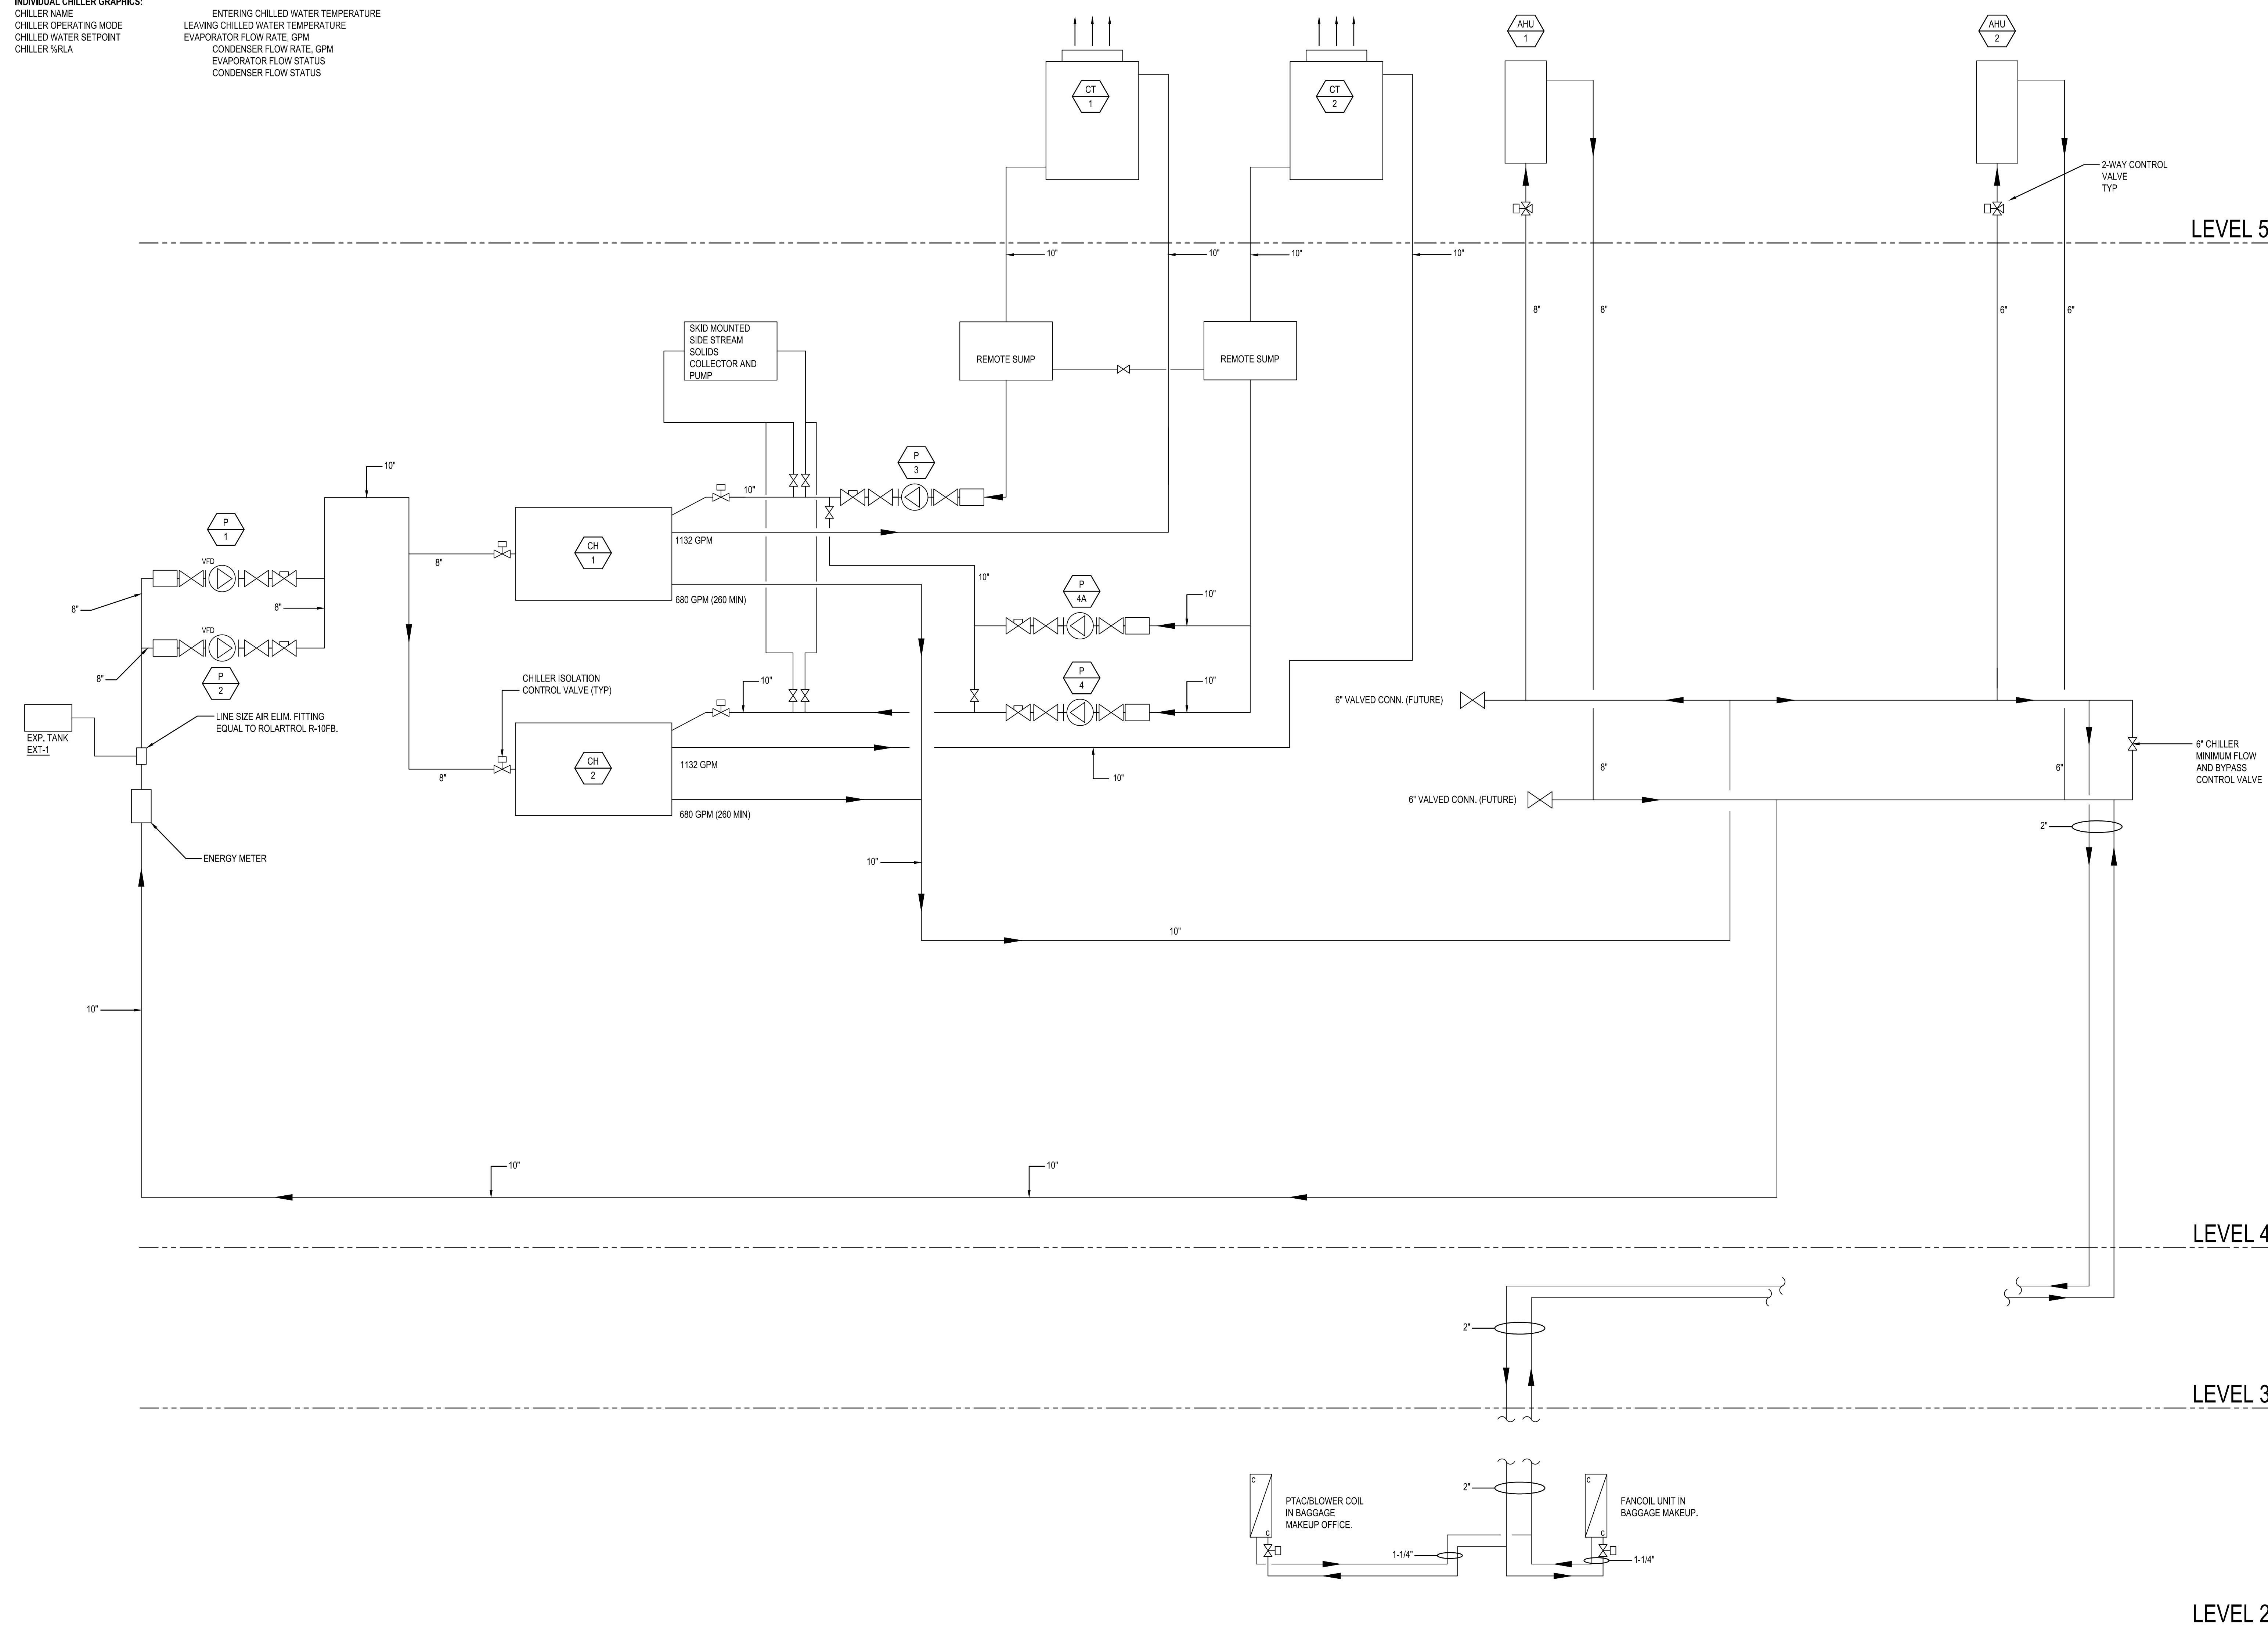 INDIVIDUAL CHILLER GRAPHICS:
CHILLER NAME ENTERING CHILLED WATER TEMPERATURE
CHILLER OPERATING MODE LEAVING CHILLED WATER TEMPERATURE
CHILLED WATER SETPOINT EVAPORATOR FLOW RATE, GPM
CHILLER %RLA CONDENSER FLOW RATE, GPM
EVAPORATOR FLOW STATUS
CONDENSER FLOW STATUS
AHU
1
AHU
2
CT
1
CT
2
2-WAY CONTROL
VALVE
TYP
LEVEL 5
10"
10"
10"
10"
8"
8"
6"
6"
SKID MOUNTED
SIDE STREAM
SOLIDS
COLLECTOR AND
PUMP
REMOTE SUMP
REMOTE SUMP
P
3
10"
10"
P
1
VFD
CH
1
1132 GPM
8"
10"
P
4A
10"
680 GPM (260 MIN)
8"
8"
VFD
P
2
8"
CHILLER ISOLATION
CONTROL VALVE (TYP)
10"
P
4
10"
6" VALVED CONN. (FUTURE)
LINE SIZE AIR ELIM. FITTING
EQUAL TO ROLARTROL R-10FB.
EXP. TANK
EXT-1
6" CHILLER
MINIMUM FLOW
AND BYPASS
CONTROL VALVE
CH
2
1132 GPM
8"
10"
8"
6"
6" VALVED CONN. (FUTURE)
680 GPM (260 MIN)
2"
ENERGY METER
10"
10"
10"
10"
10"
LEVEL 4
2"
LEVEL 3
C
C
PTAC/BLOWER COIL
IN BAGGAGE
MAKEUP OFFICE.
2"
C
C
FANCOIL UNIT IN
BAGGAGE MAKEUP.
1-1/4"
1-1/4"
LEVEL 2